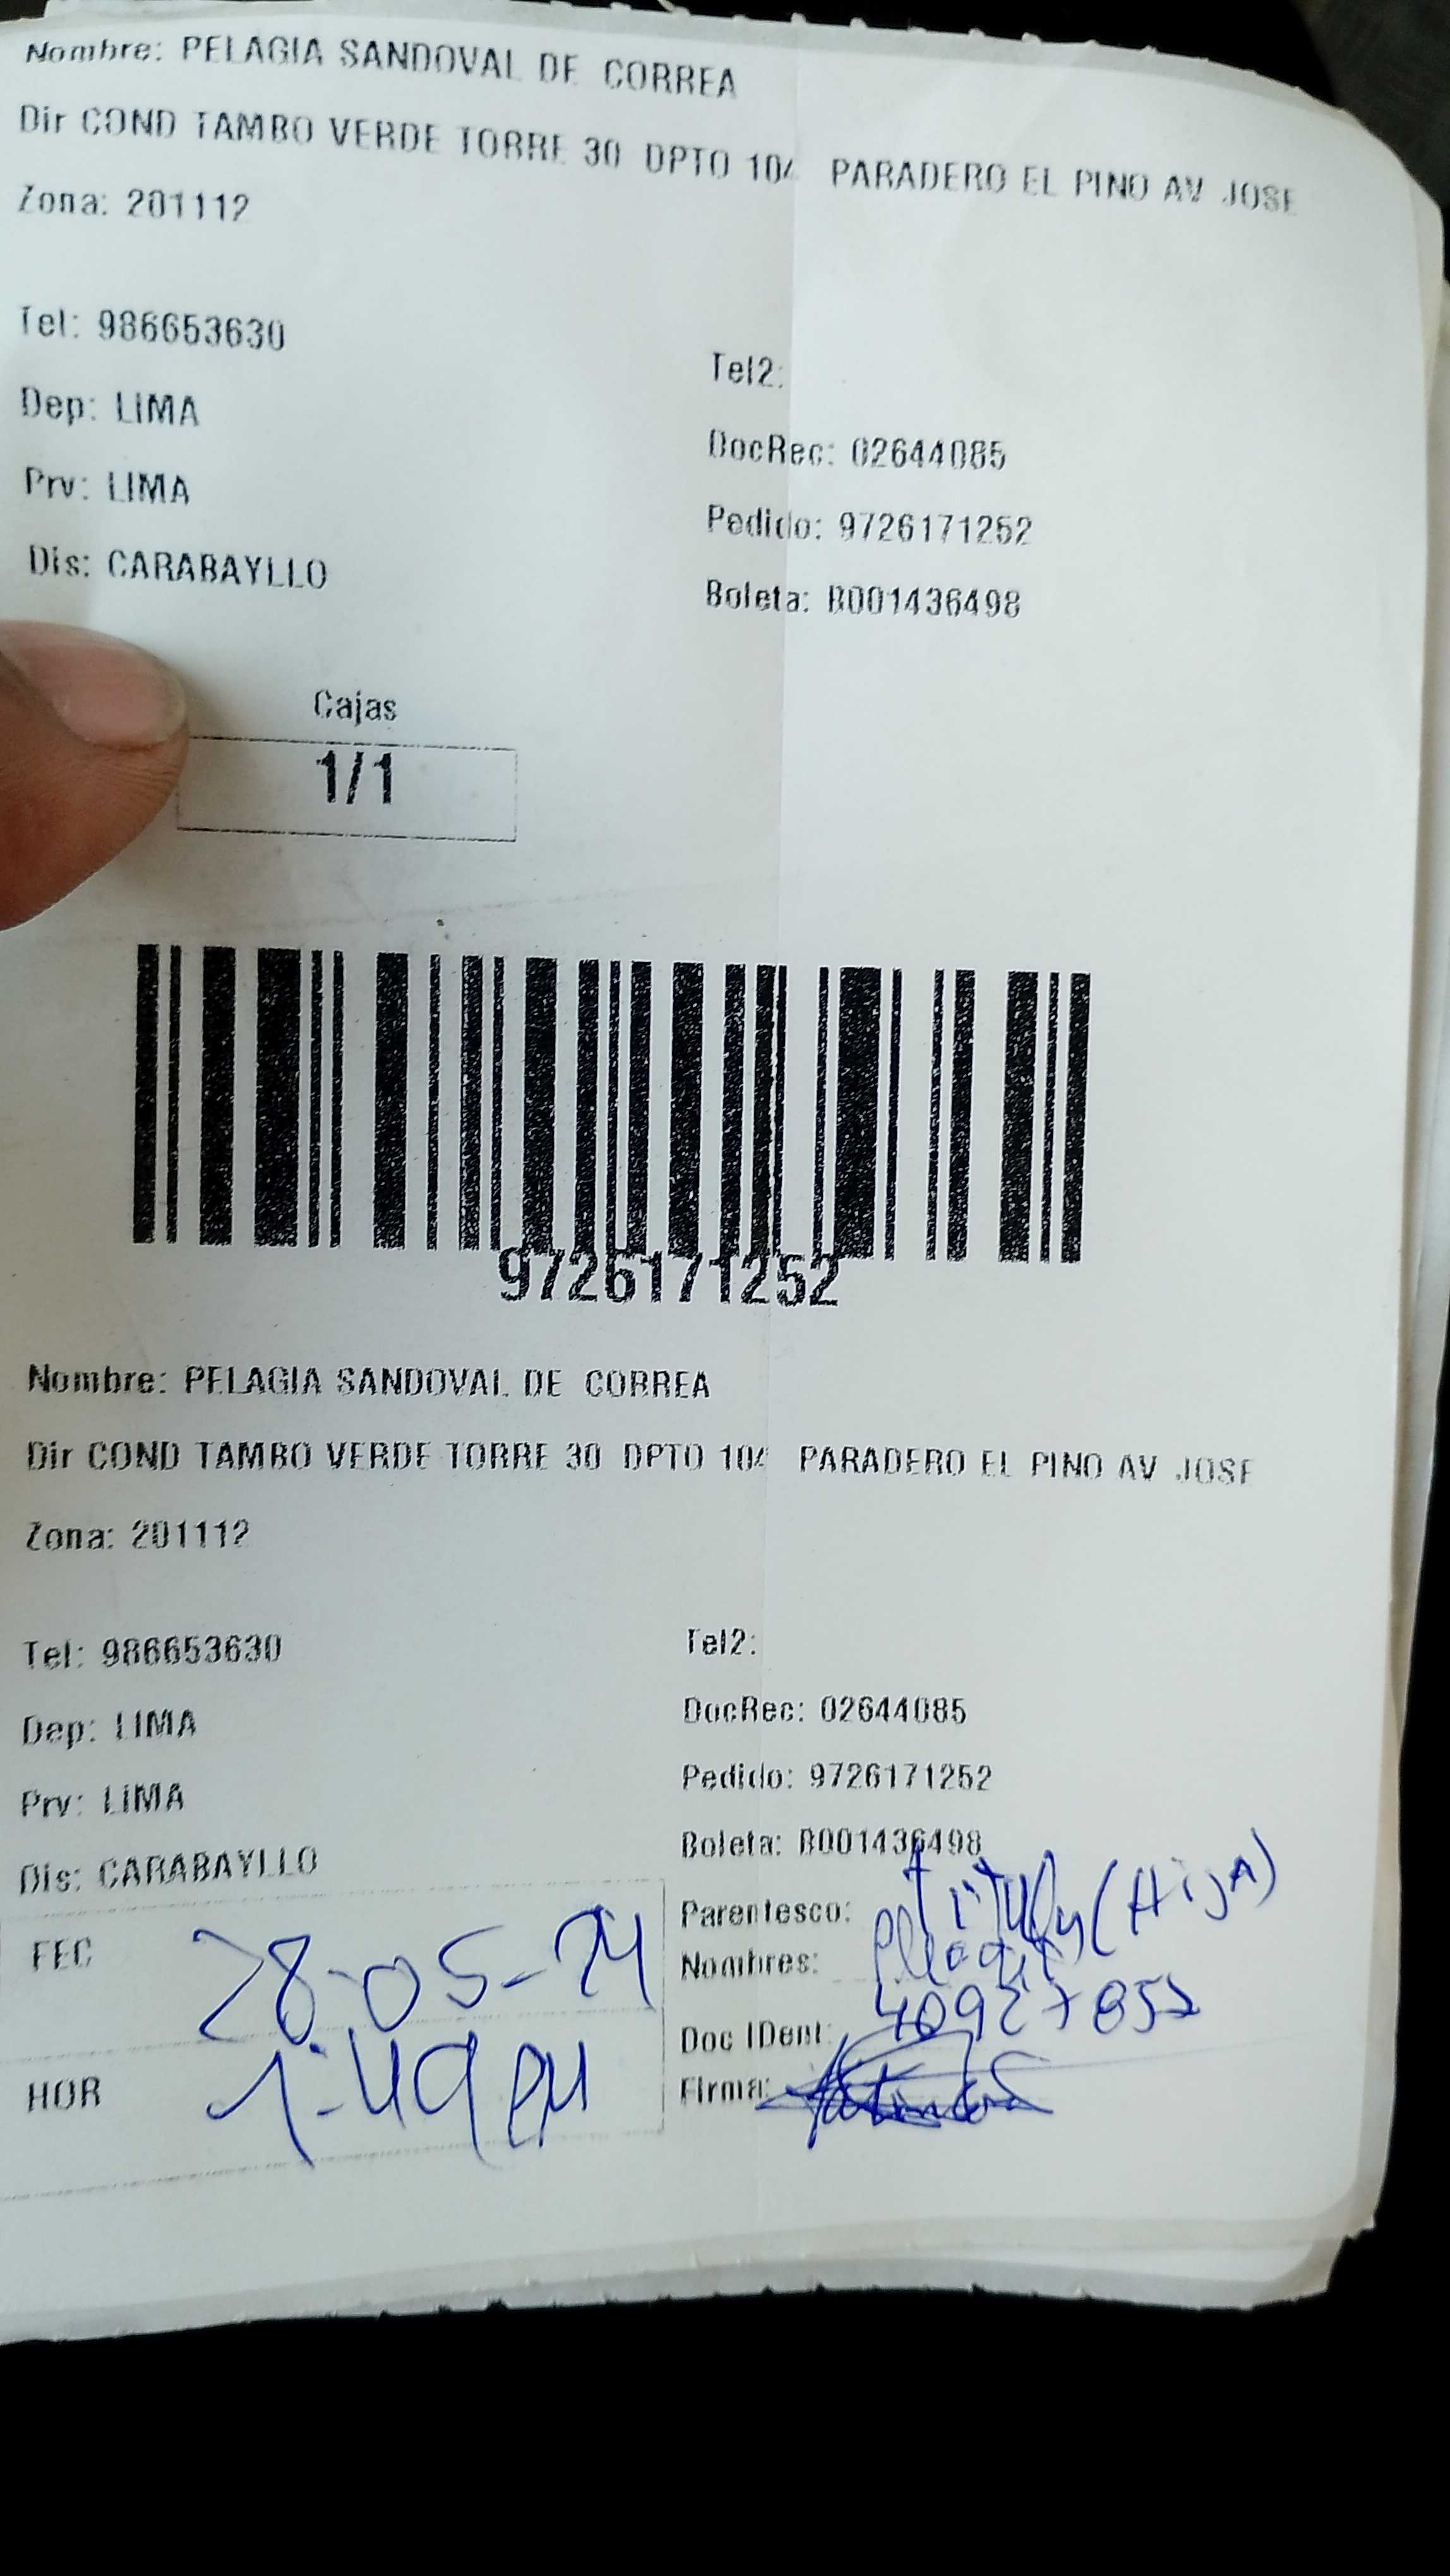 Nombre: PELAGIA SANDOVAL DE CORREA
Dir COND TAMBO VERDE TORRE 30 DPTO 104 PARADERO EL PINO AV JOSE
Zona: 201112
Tel: 986653630
Tel2:
Dep: LIMA
DocRec: 02644085
Prv: LIMA
Pedido: 9726171252
Dis: CARABAYLLO
Boleta: B001436498
Cajas
1/1
9726171252
Nombre: PELAGIA SANDOVAL DE CORREA
Dir COND TAMBO VERDE TORRE 30 DPTO 104 PARADERO EL PINO AV JOSE
Zona: 201112
Tel: 986653630
Tel2:
Dep: LIMA
DocRec: 02644085
Prv: LIMA
Pedido: 9726171252
Dis: CARABAYLLO
Boleta: B001436498
Parentesco: (HijA)
FEC 28-05-24
Nombres:
Doc IDent:
HOR 1:49 PM
Firma: